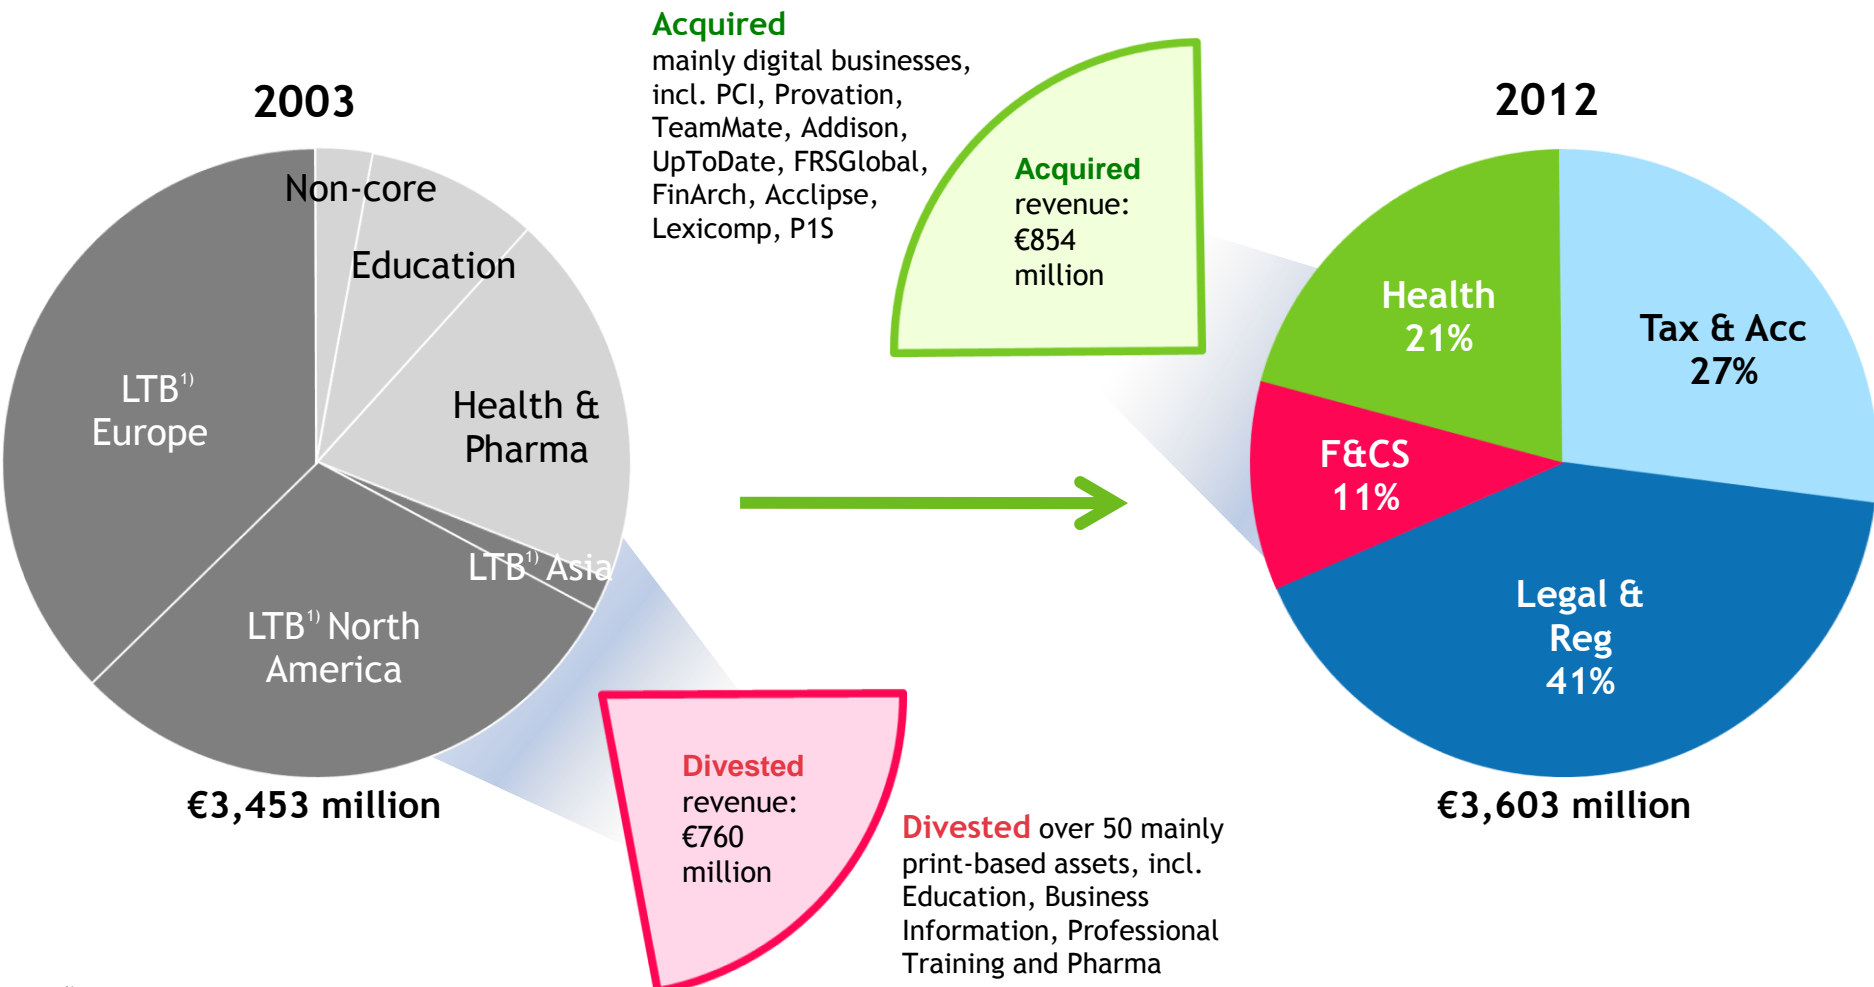 Acquired
mainly digital businesses,
incl. PCI, Provation,
TeamMate, Addison,
UpToDate, FRSGlobal,
FinArch, Acclipse,
Lexicomp, P1S
2003
Non-core
Education
Health &
Pharma
LTB¹⁾ Asia
LTB¹⁾ North
America
LTB¹⁾
Europe
€3,453 million
Acquired
revenue:
€854
million
Divested
revenue:
€760
million
Divested over 50 mainly
print-based assets, incl.
Education, Business
Information, Professional
Training and Pharma
2012
Health
21%
Tax & Acc
27%
F&CS
11%
Legal &
Reg
41%
€3,603 million